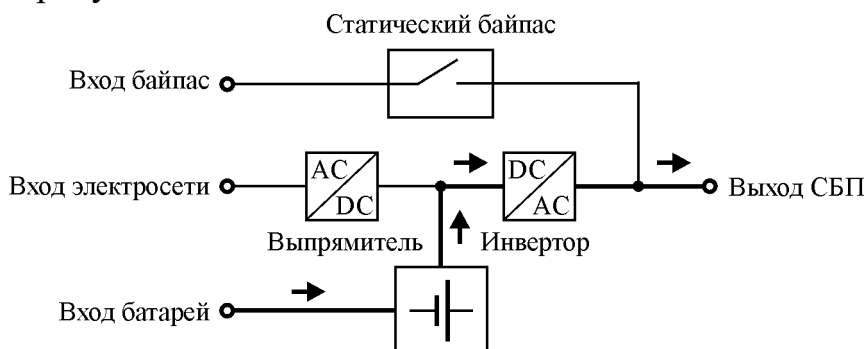 Статический байпас
Вход байпас
Вход электросети
AC
DC
DC
AC
Выход СБП
Выпрямитель
Инвертор
Вход батарей